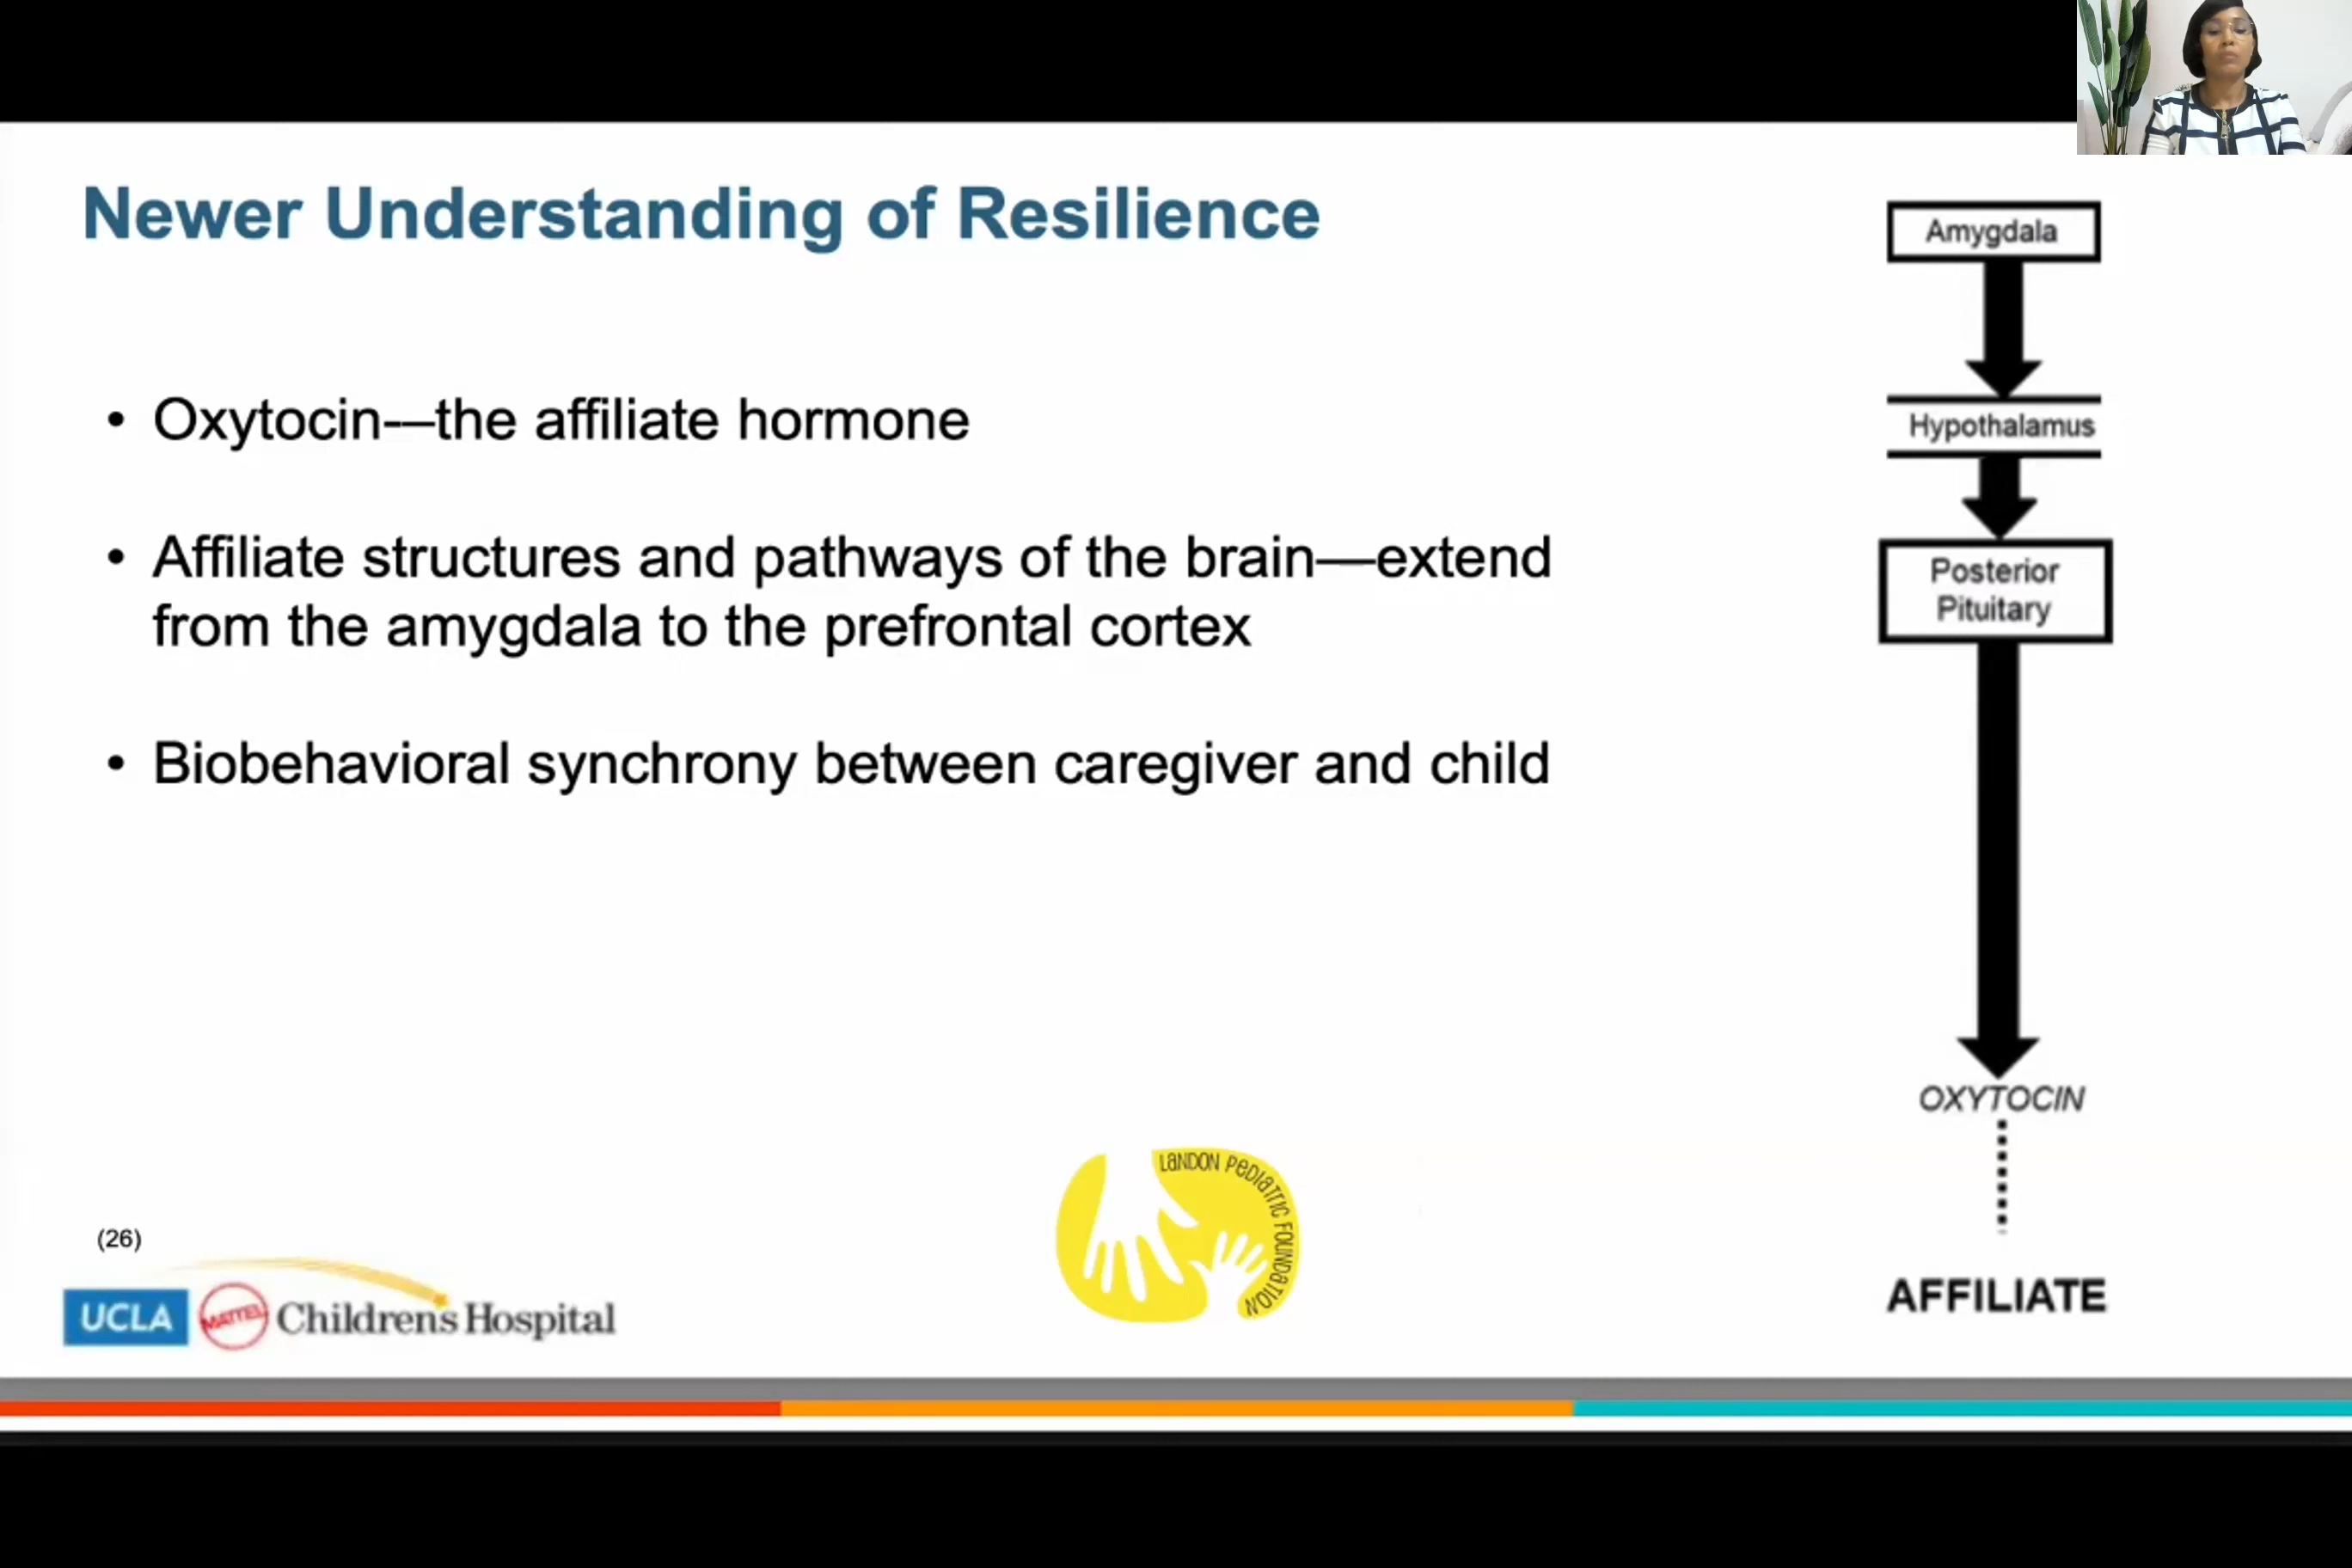 Newer Understanding of Resilience
• Oxytocin-—the affiliate hormone
• Affiliate structures and pathways of the brain—extend
from the amygdala to the prefrontal cortex
• Biobehavioral synchrony between caregiver and child
Amygdala
Hypothalamus
Posterior
Pituitary
OXYTOCIN
AFFILIATE
LANDON PEDIATRIC FOUNDATION
(26)
UCLA MATTEL Children's Hospital